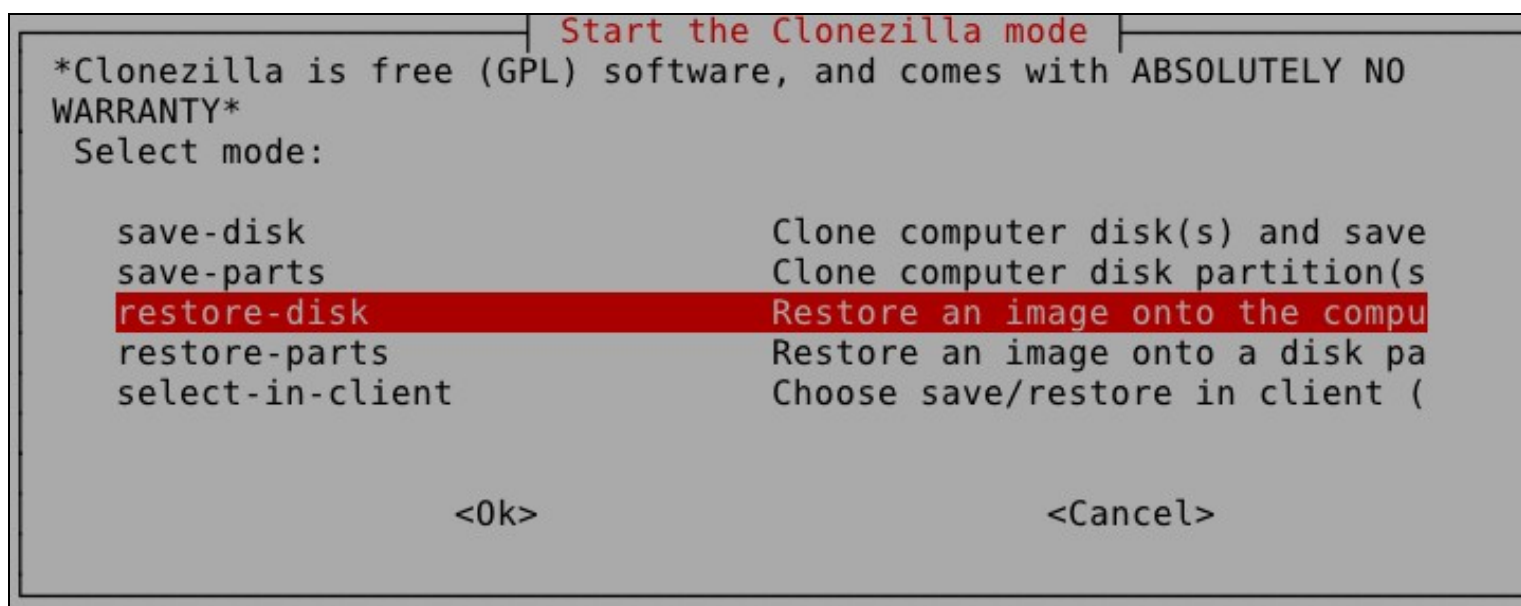 Start the Clonezilla mode
*Clonezilla is free (GPL) software, and comes with ABSOLUTELY NO
WARRANTY*
Select mode:
save-disk Clone computer disk(s) and save
save-parts Clone computer disk partition(s
restore-disk Restore an image onto the compu
restore-parts Restore an image onto a disk pa
select-in-client Choose save/restore in client (
<Ok> <Cancel>